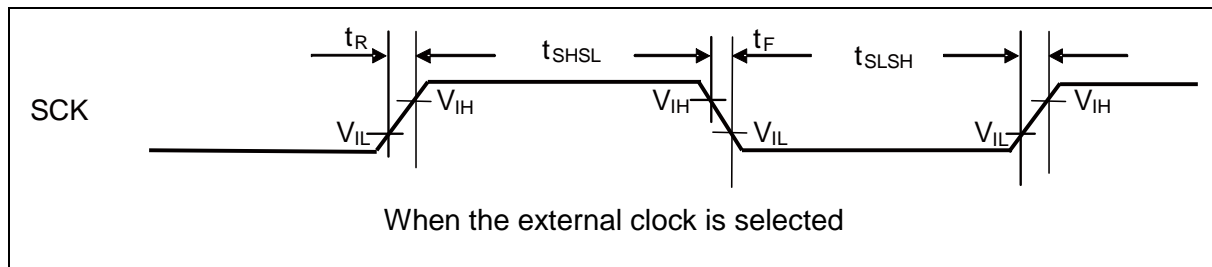 tR tSHSL tF tSLSH
SCK VIL VIH VIH VIL VIL VIH
When the external clock is selected